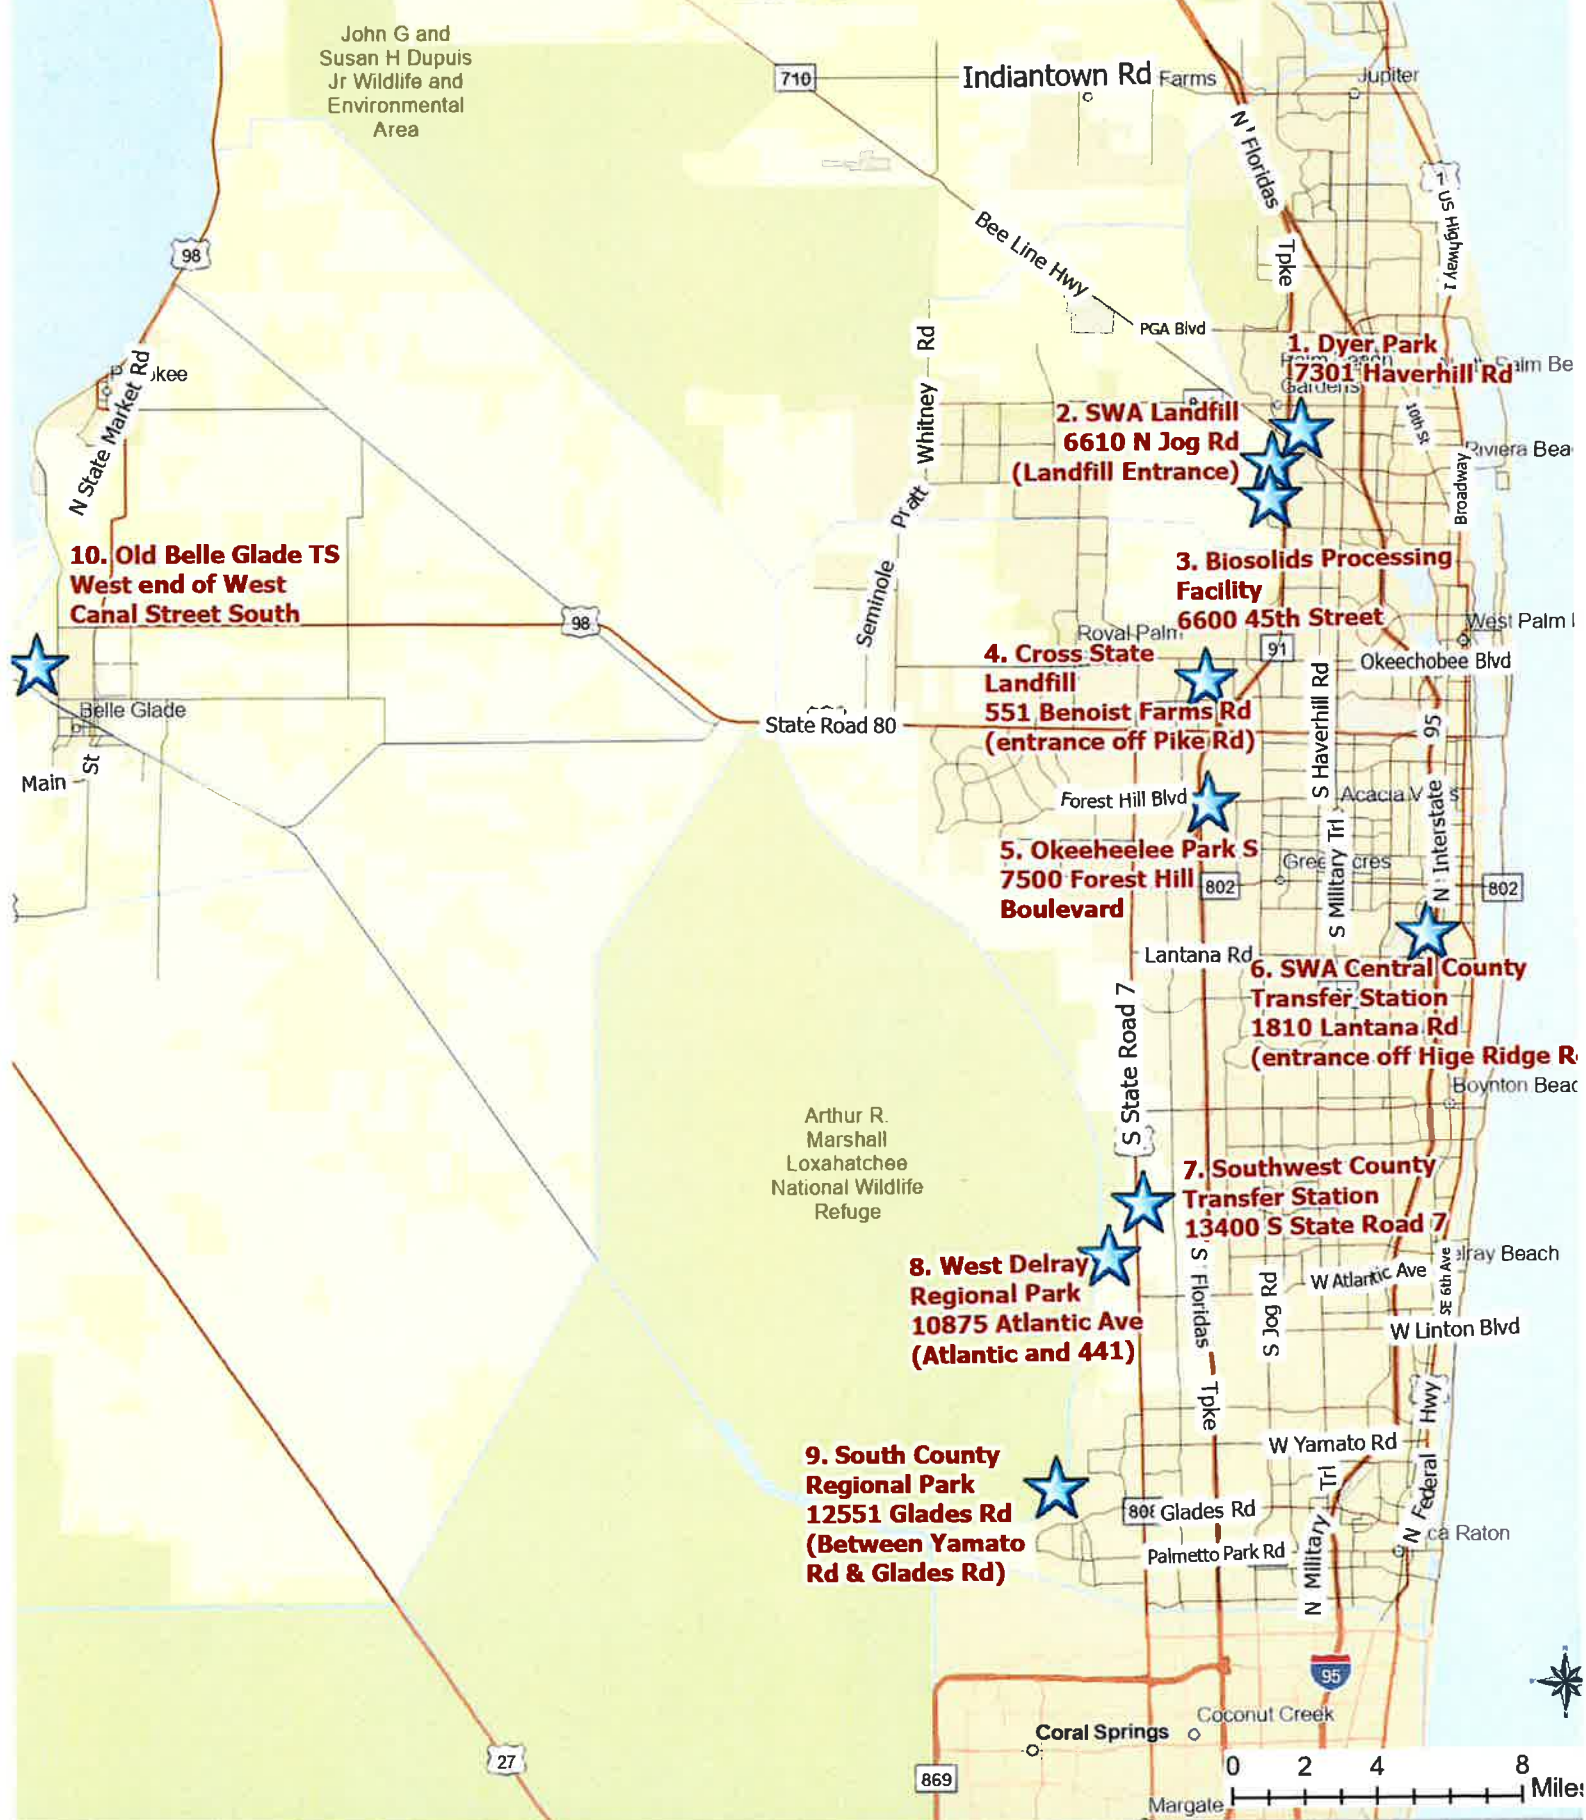 John G and
Susan H Dupuis
Jr Wildlife and
Environmental
Area
710
Indiantown Rd
Farms
Jupiter
N Floridas
Tpke
1
US Highway 1
98
Bee Line Hwy
PGA Blvd
1. Dyer Park
7301 Haverhill Rd
Gardens
10th St
Riviera Bea
Broadway
2. SWA Landfill
6610 N Jog Rd
(Landfill Entrance)
N State Market Rd
Seminole Pratt Whitney Rd
10. Old Belle Glade TS
West end of West
Canal Street South
98
3. Biosolids Processing
Facility
6600 45th Street
West Palm
Royal Palm
91
Okeechobee Blvd
4. Cross State
Landfill
551 Benoist Farms Rd
(entrance off Pike Rd)
S Haverhill Rd
95
Belle Glade
State Road 80
Main St
Forest Hill Blvd
Acacia V
5. Okeeheelee Park S
7500 Forest Hill
Boulevard
S Military Trl
N Interstate
802
802
Lantana Rd
6. SWA Central County
Transfer Station
1810 Lantana Rd
(entrance off Hige Ridge R
Boynton Beac
S State Road 7
Arthur R.
Marshall
Loxahatchee
National Wildlife
Refuge
7. Southwest County
Transfer Station
13400 S State Road 7
8. West Delray
Regional Park
10875 Atlantic Ave
(Atlantic and 441)
S Floridas
Tpke
S Jog Rd
W Atlantic Ave
SE 6th Ave
elray Beach
W Linton Blvd
9. South County
Regional Park
12551 Glades Rd
(Between Yamato
Rd & Glades Rd)
W Yamato Rd
808
Glades Rd
Palmetto Park Rd
N Military Trl
N Federal Hwy
ca Raton
95
27
869
Coral Springs
Coconut Creek
Margate
0 2 4 8
Miles